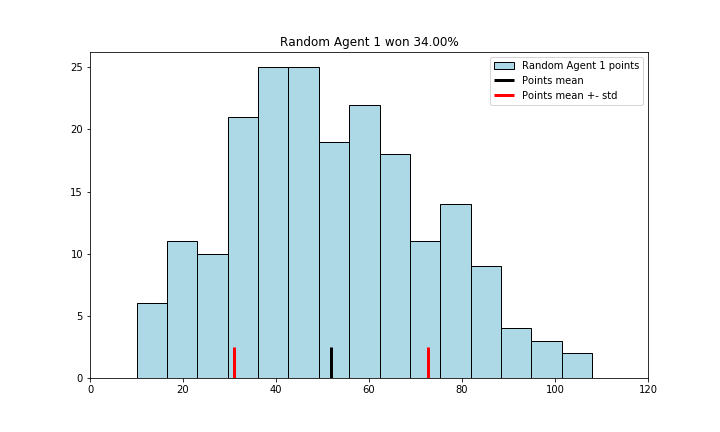 Random Agent 1 won 34.00%
Random Agent 1 points
Points mean
Points mean +- std
25
20
15
10
5
0
0 20 40 60 80 100 120